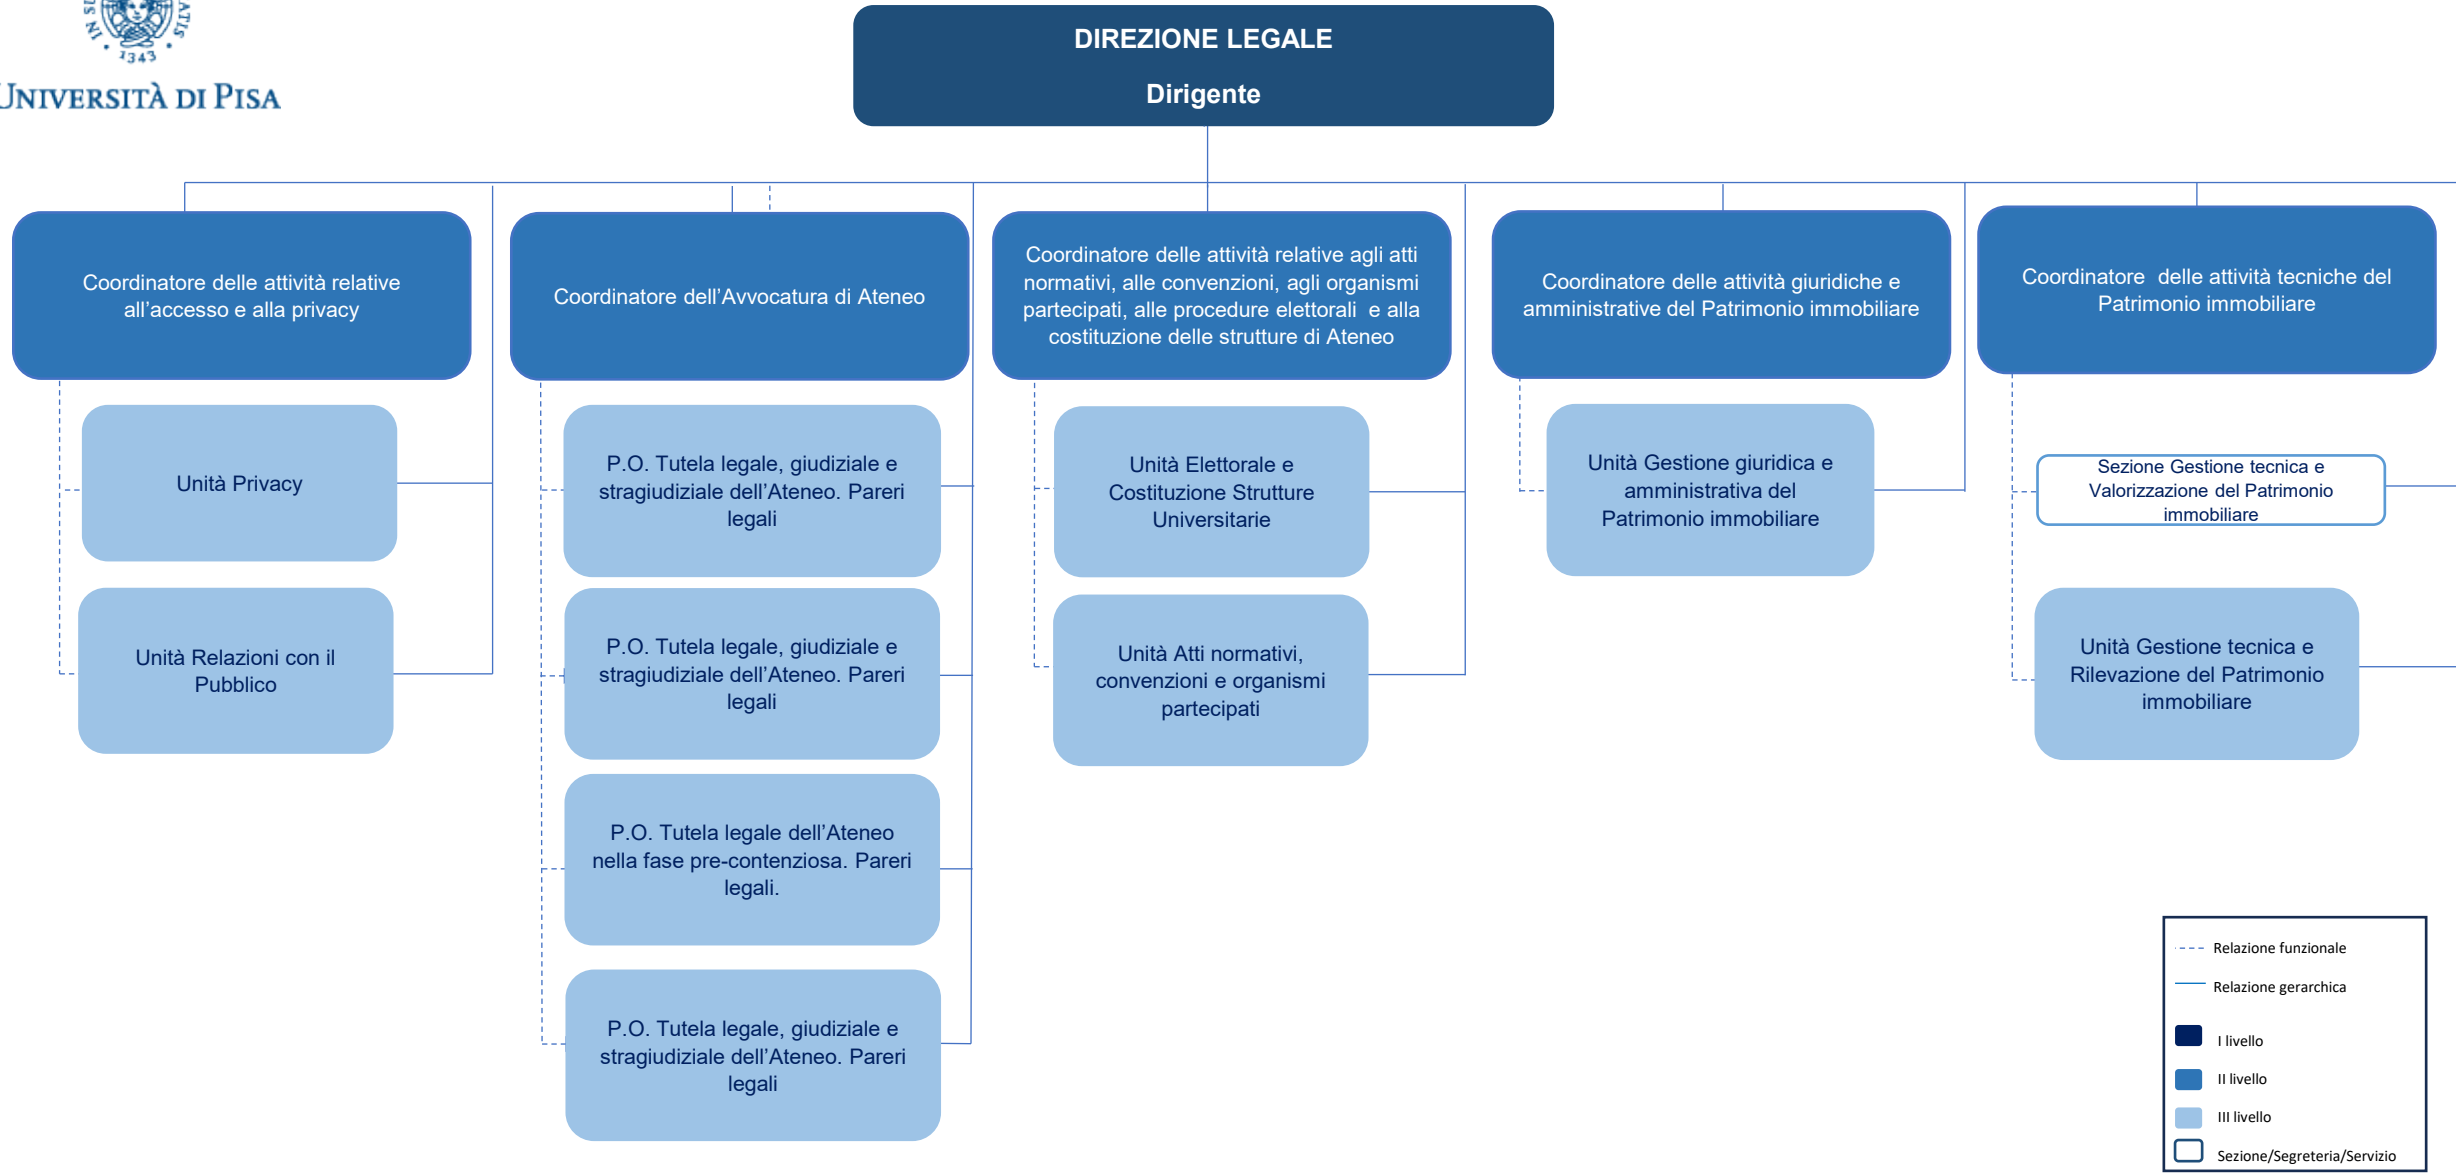 1343
UNIVERSITÀ DI PISA
DIREZIONE LEGALE
Dirigente
Coordinatore delle attività relative
all'accesso e alla privacy
Coordinatore dell'Avvocatura di Ateneo
Coordinatore delle attività relative agli atti
normativi, alle convenzioni, agli organismi
partecipati, alle procedure elettorali e alla
costituzione delle strutture di Ateneo
Coordinatore delle attività giuridiche e
amministrative del Patrimonio immobiliare
Coordinatore delle attività tecniche del
Patrimonio immobiliare
Unità Privacy
Unità Relazioni con il
Pubblico
P.O. Tutela legale, giudiziale e
stragiudiziale dell'Ateneo. Pareri
legali
P.O. Tutela legale, giudiziale e
stragiudiziale dell'Ateneo. Pareri
legali
P.O. Tutela legale dell'Ateneo
nella fase pre-contenziosa. Pareri
legali.
P.O. Tutela legale, giudiziale e
stragiudiziale dell'Ateneo. Pareri
legali
Unità Elettorale e
Costituzione Strutture
Universitarie
Unità Atti normativi,
convenzioni e organismi
partecipati
Unità Gestione giuridica e
amministrativa del
Patrimonio immobiliare
Sezione Gestione tecnica e
Valorizzazione del Patrimonio
immobiliare
Unità Gestione tecnica e
Rilevazione del Patrimonio
immobiliare
Relazione funzionale
Relazione gerarchica
I livello
II livello
III livello
Sezione/Segreteria/Servizio